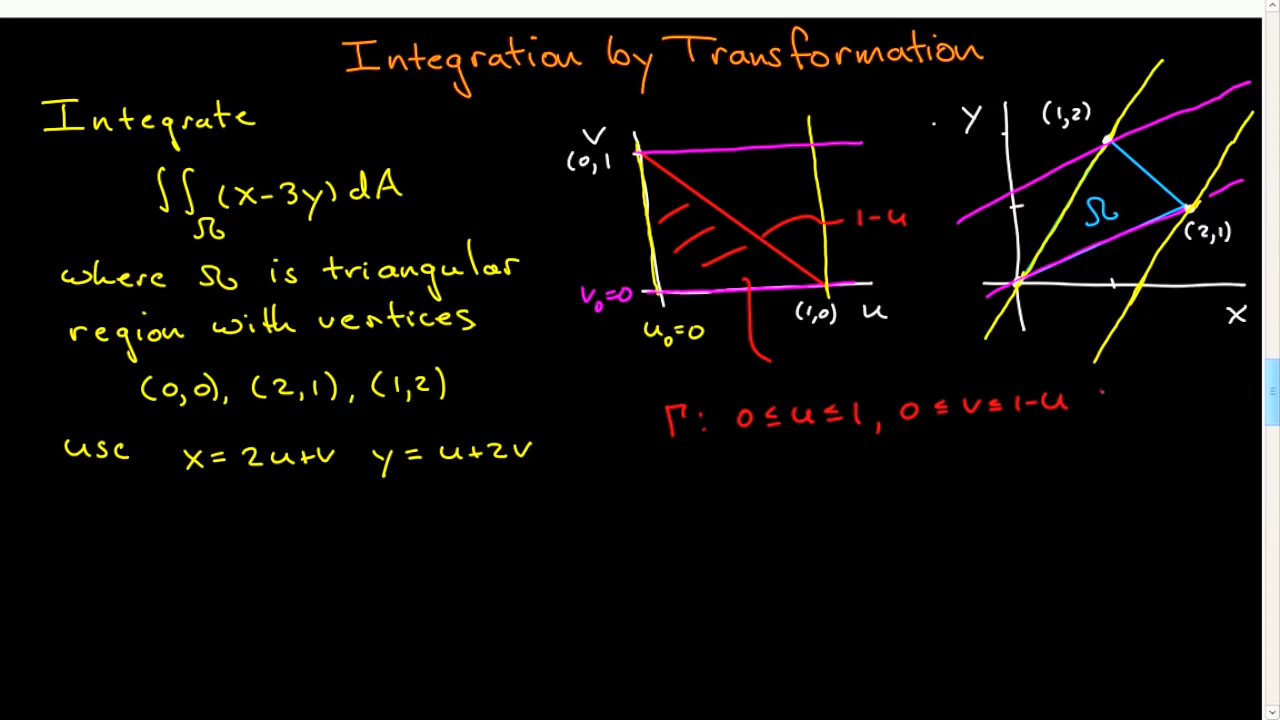 Integration by Transformation
Integrate
∫∫_Ω (x-3y) dA
where Ω is triangular
region with vertices
(0,0), (2,1), (1,2)
use x = 2u+v y = u+2v
v
(0,1
1-u
v₀=0
u₀=0
(1,0)
u
Γ: 0 ≤ u ≤ 1, 0 ≤ v ≤ 1-u
y
(1,2)
Ω
(2,1)
x